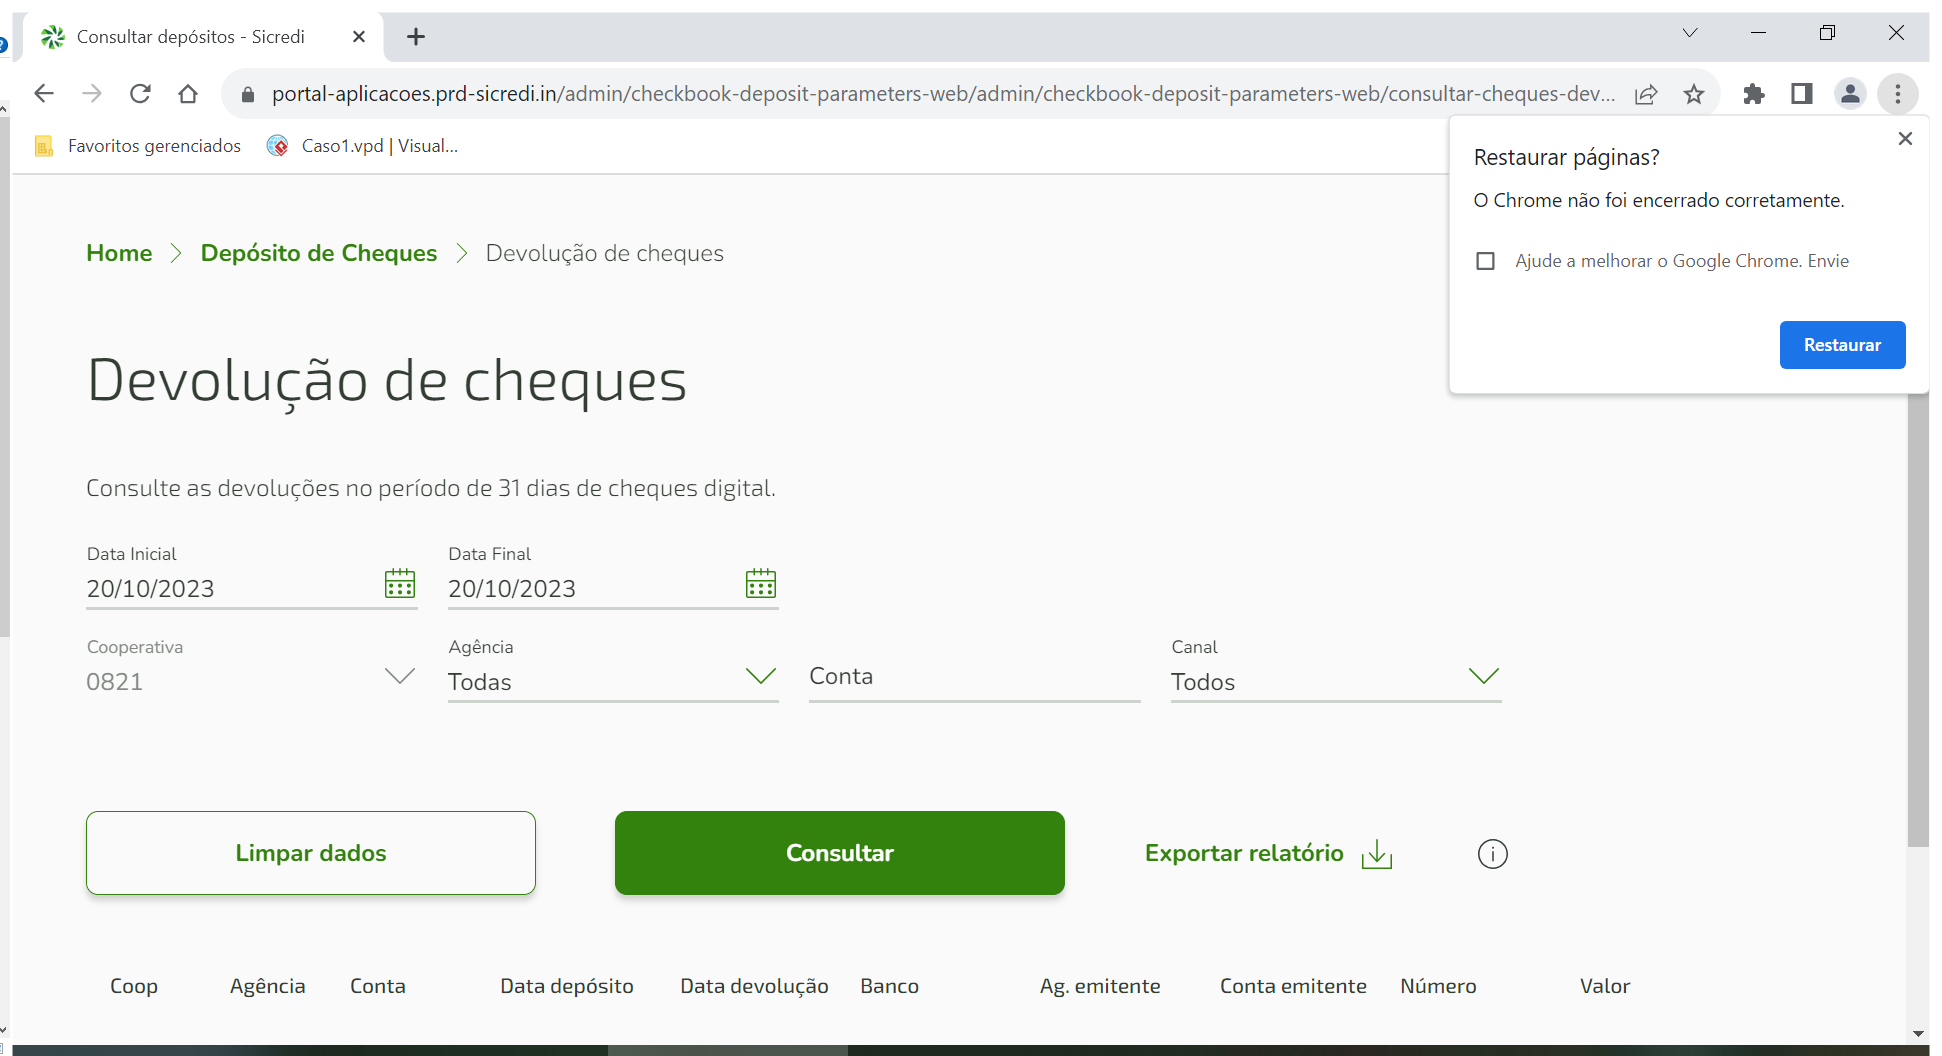 Consultar depósitos - Sicredi
portal-aplicacoes.prd-sicredi.in/admin/checkbook-deposit-parameters-web/admin/checkbook-deposit-parameters-web/consultar-cheques-dev...
Favoritos gerenciados Caso1.vpd | Visual...
Restaurar páginas?
O Chrome não foi encerrado corretamente.
Ajude a melhorar o Google Chrome. Envie
Restaurar
Home > Depósito de Cheques > Devolução de cheques
Devolução de cheques
Consulte as devoluções no período de 31 dias de cheques digital.
Data Inicial Data Final
20/10/2023 20/10/2023
Cooperativa Agência Canal
0821 Todas Conta Todos
Limpar dados Consultar Exportar relatório
Coop Agência Conta Data depósito Data devolução Banco Ag. emitente Conta emitente Número Valor